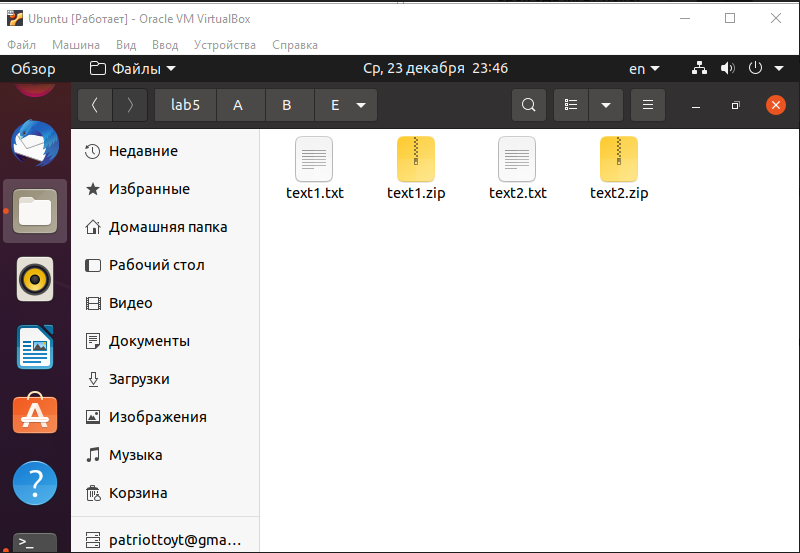 Ubuntu [Работает] - Oracle VM VirtualBox
Файл Машина Вид Ввод Устройства Справка
Обзор Файлы Ср, 23 декабря 23:46 en
lab5 A B E
Недавние
Избранные
Домашняя папка
Рабочий стол
Видео
Документы
Загрузки
Изображения
Музыка
Корзина
patriottoyt@gma...
text1.txt text1.zip text2.txt text2.zip